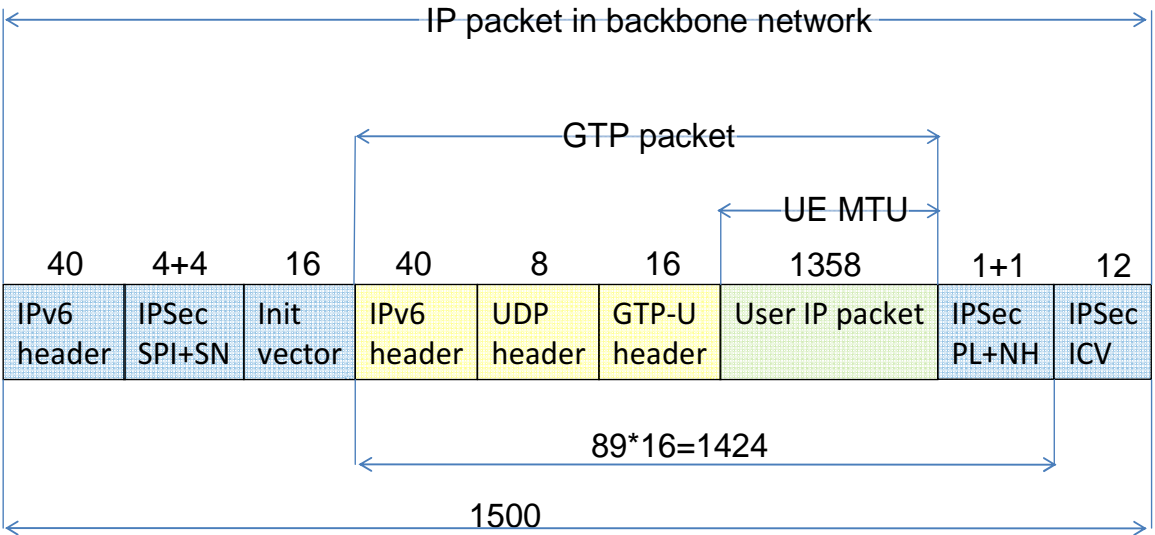 IP packet in backbone network
GTP packet
UE MTU
40 4+4 16 40 8 16 1358 1+1 12
IPv6 IPSec Init IPv6 UDP GTP-U User IP packet IPSec IPSec
header SPI+SN vector header header header PL+NH ICV
89*16=1424
1500